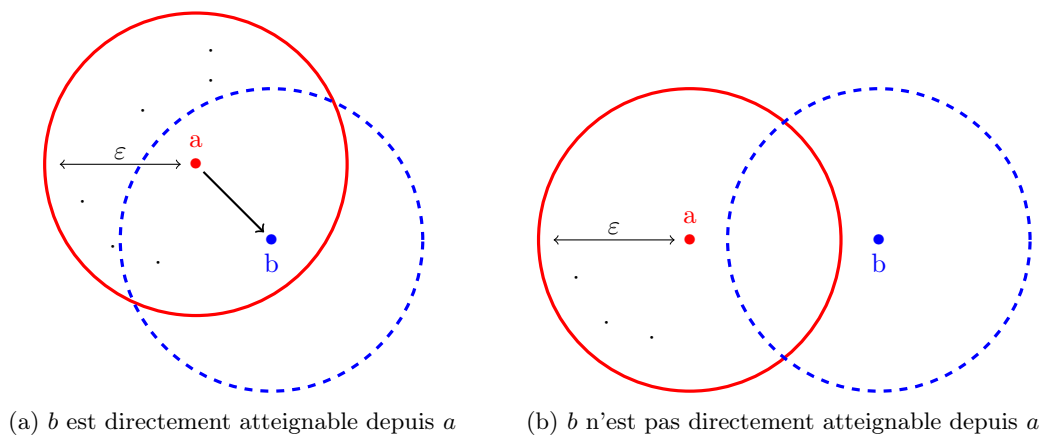 a
ε
b
(a) b est directement atteignable depuis a
a
ε
b
(b) b n'est pas directement atteignable depuis a